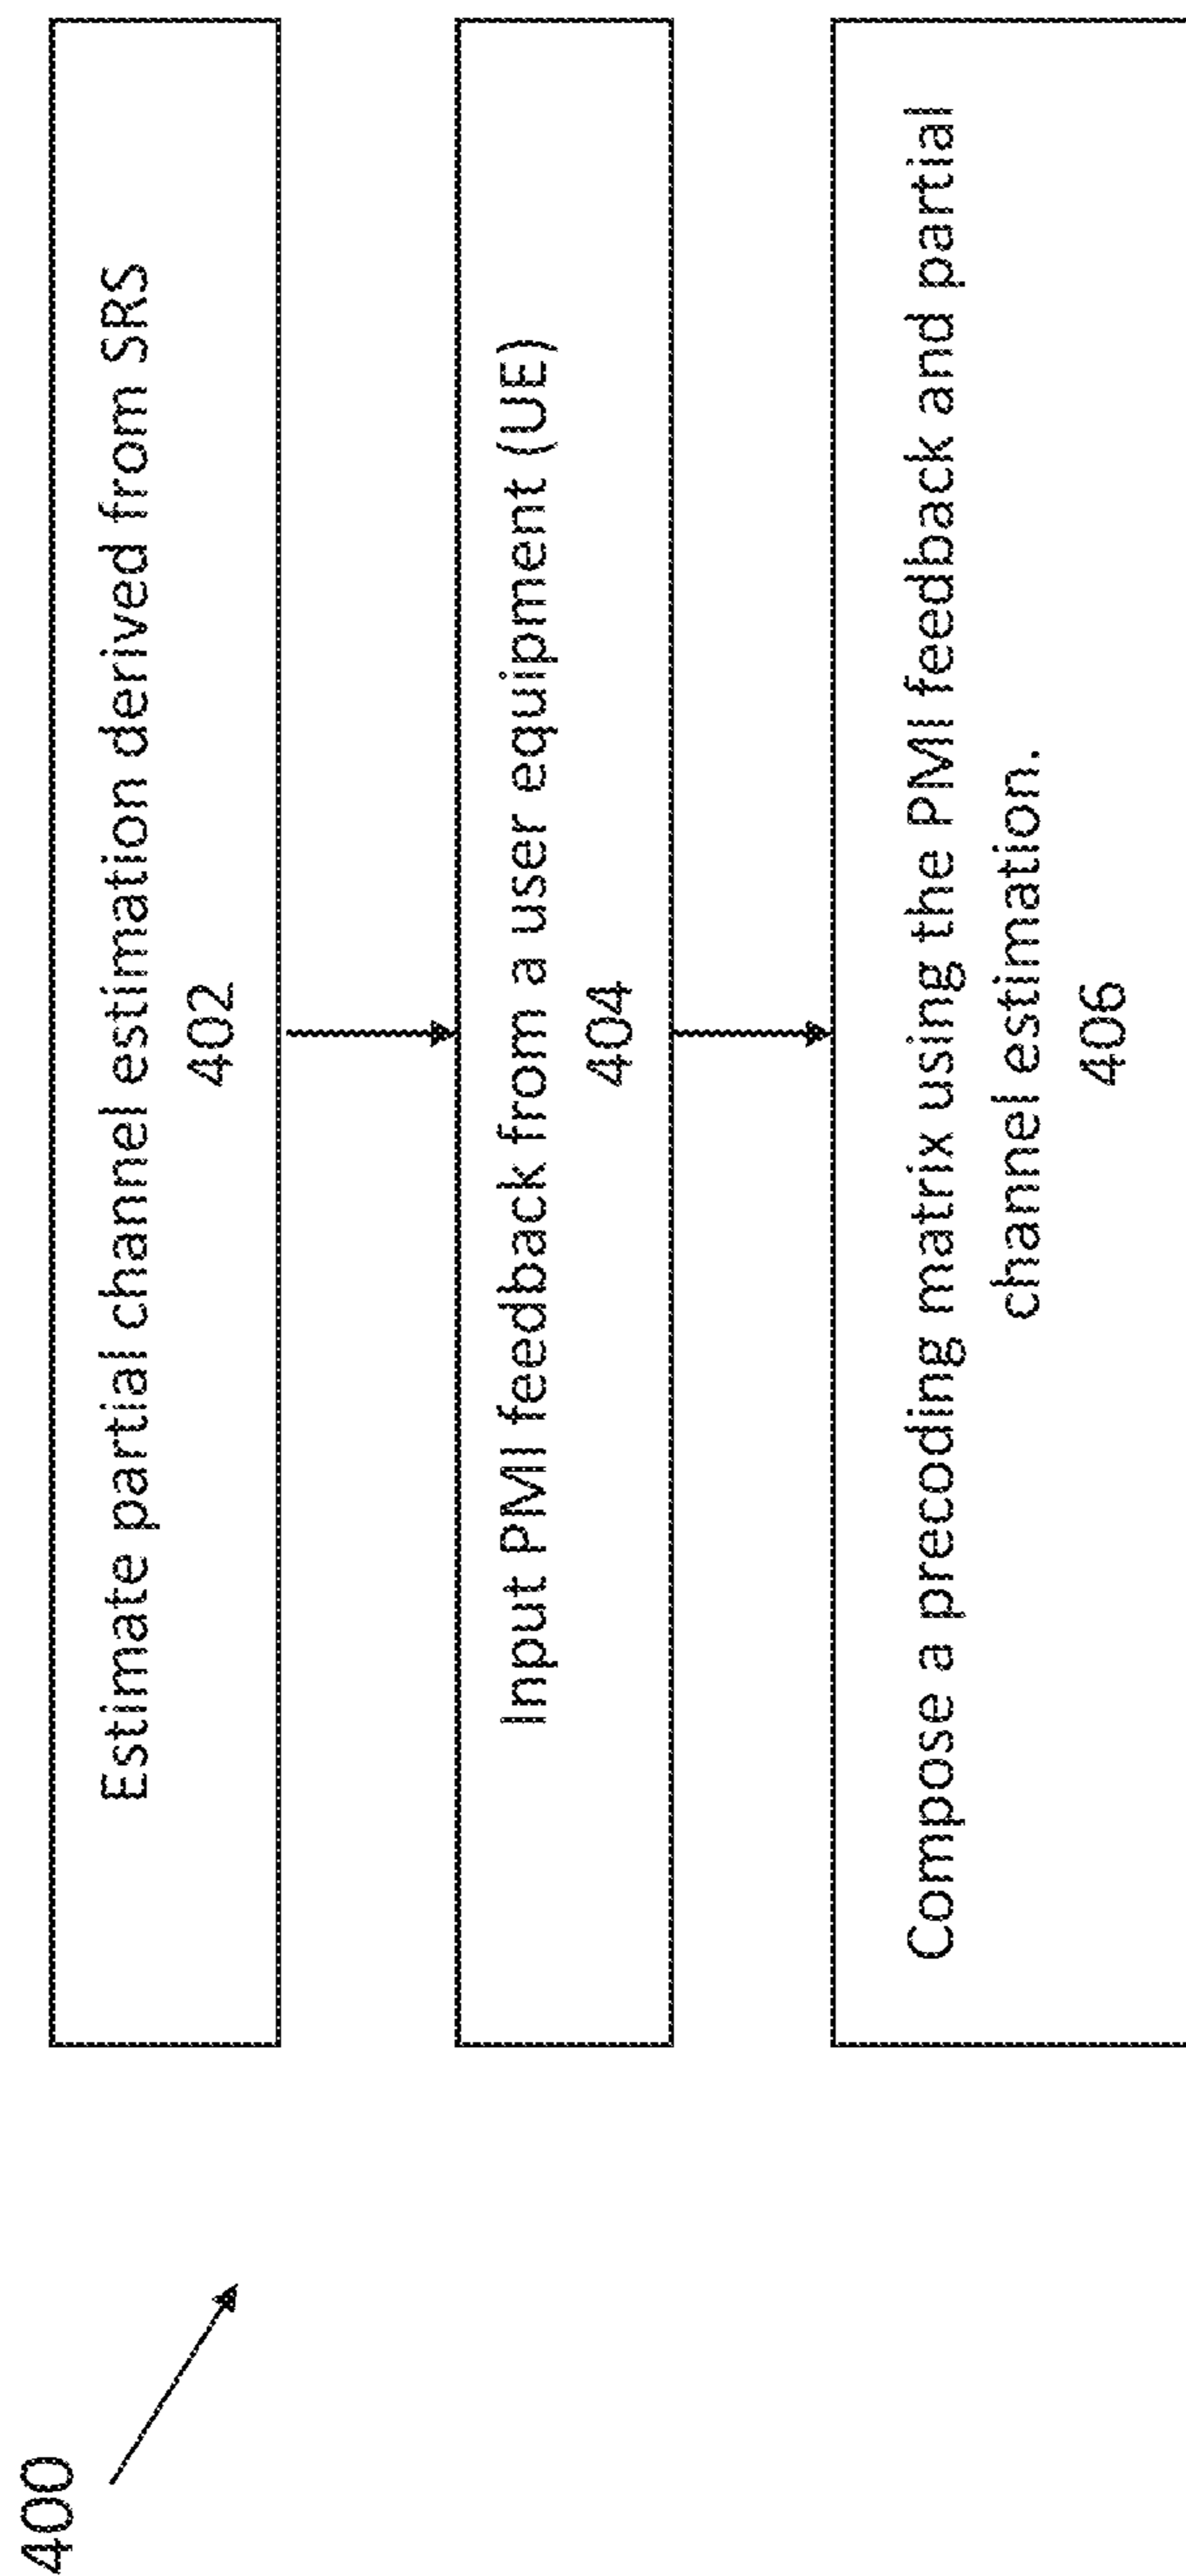 400
Estimate partial channel estimation derived from SRS
402
Input PMI feedback from a user equipment (UE)
404
Compose a precoding matrix using the PMI feedback and partial
channel estimation.
406